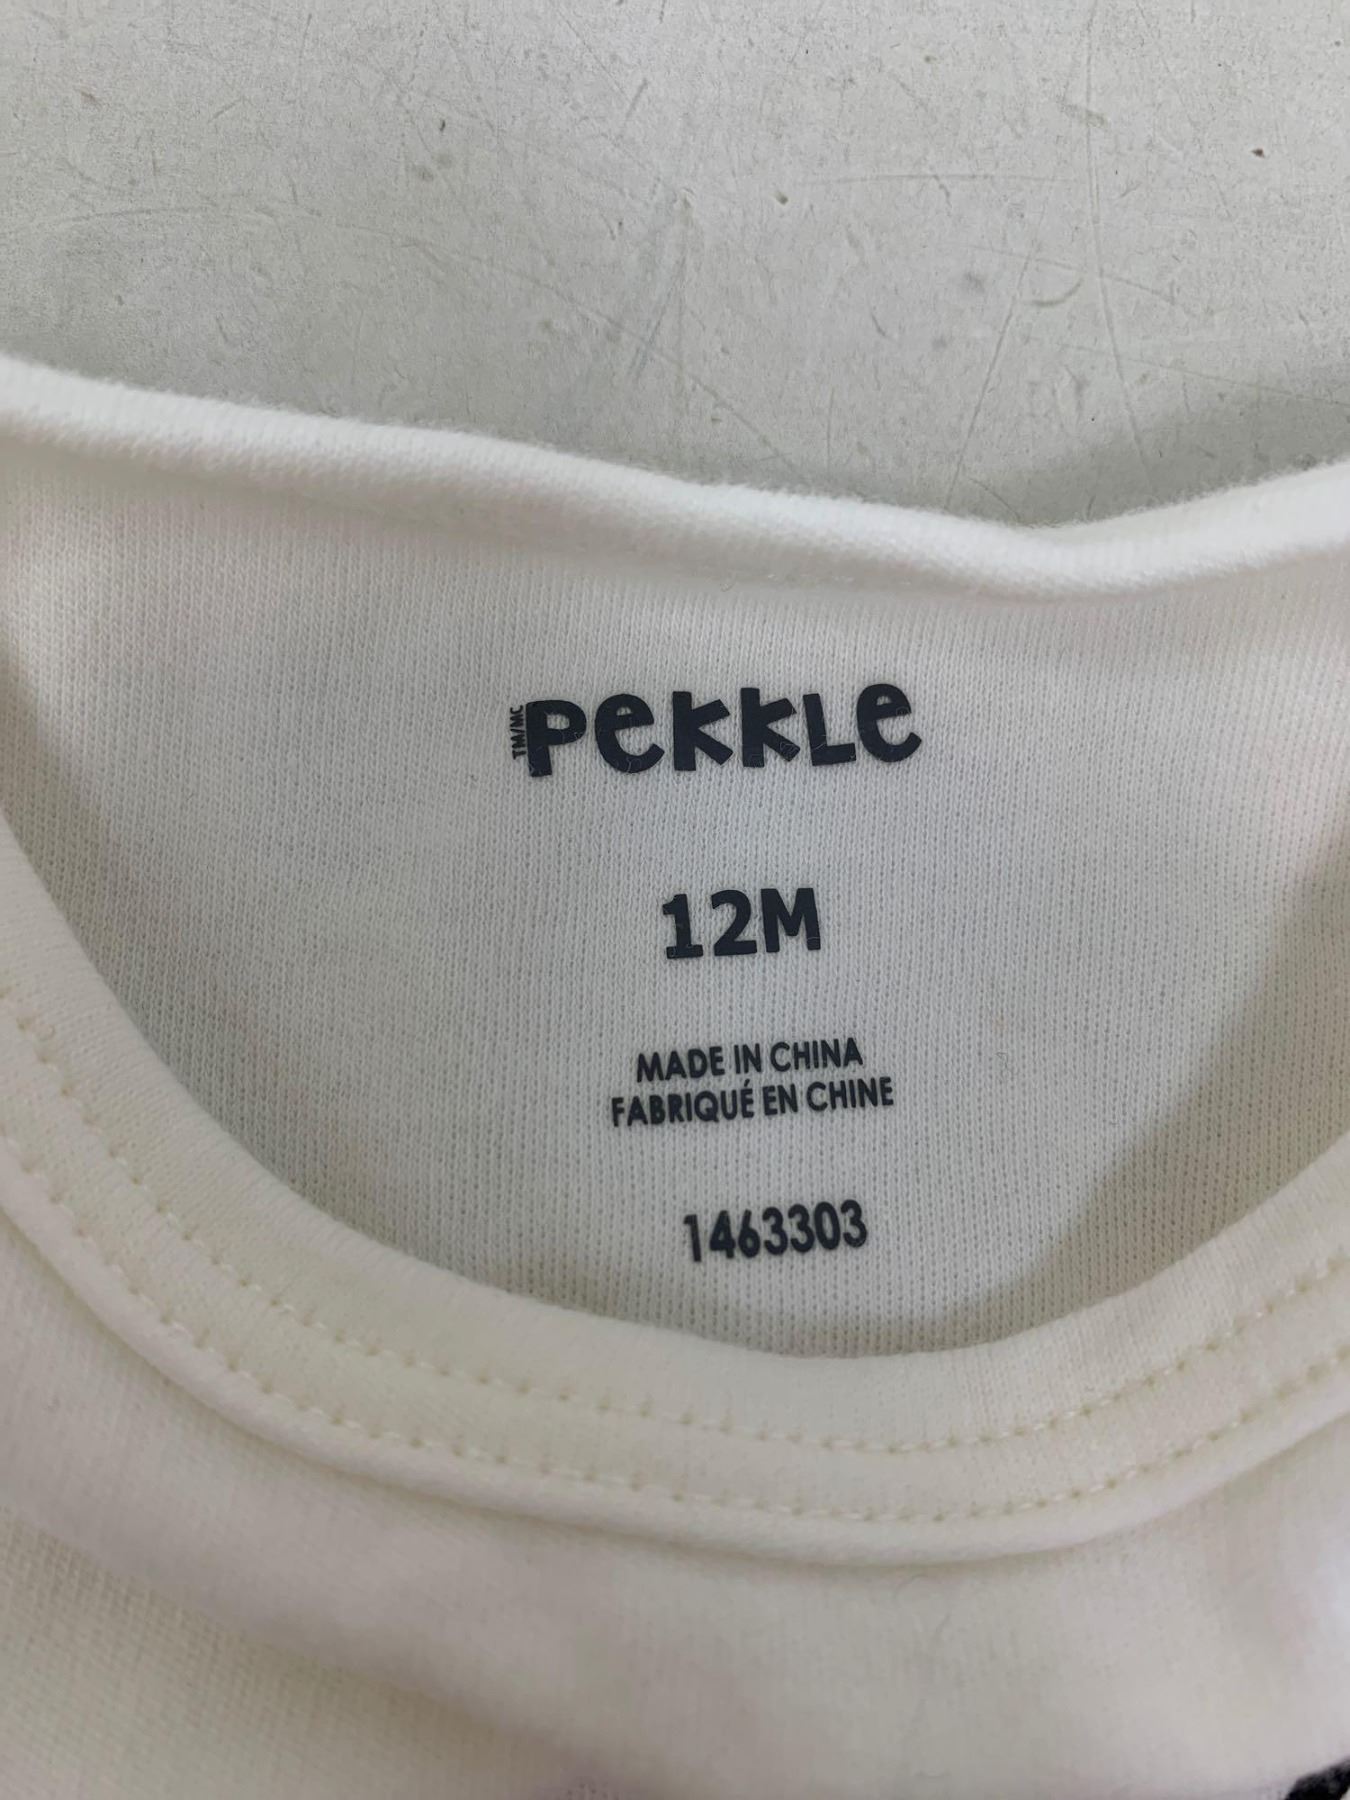 TM/MC PEKKLE
12M
MADE IN CHINA
FABRIQUÉ EN CHINE
1463303